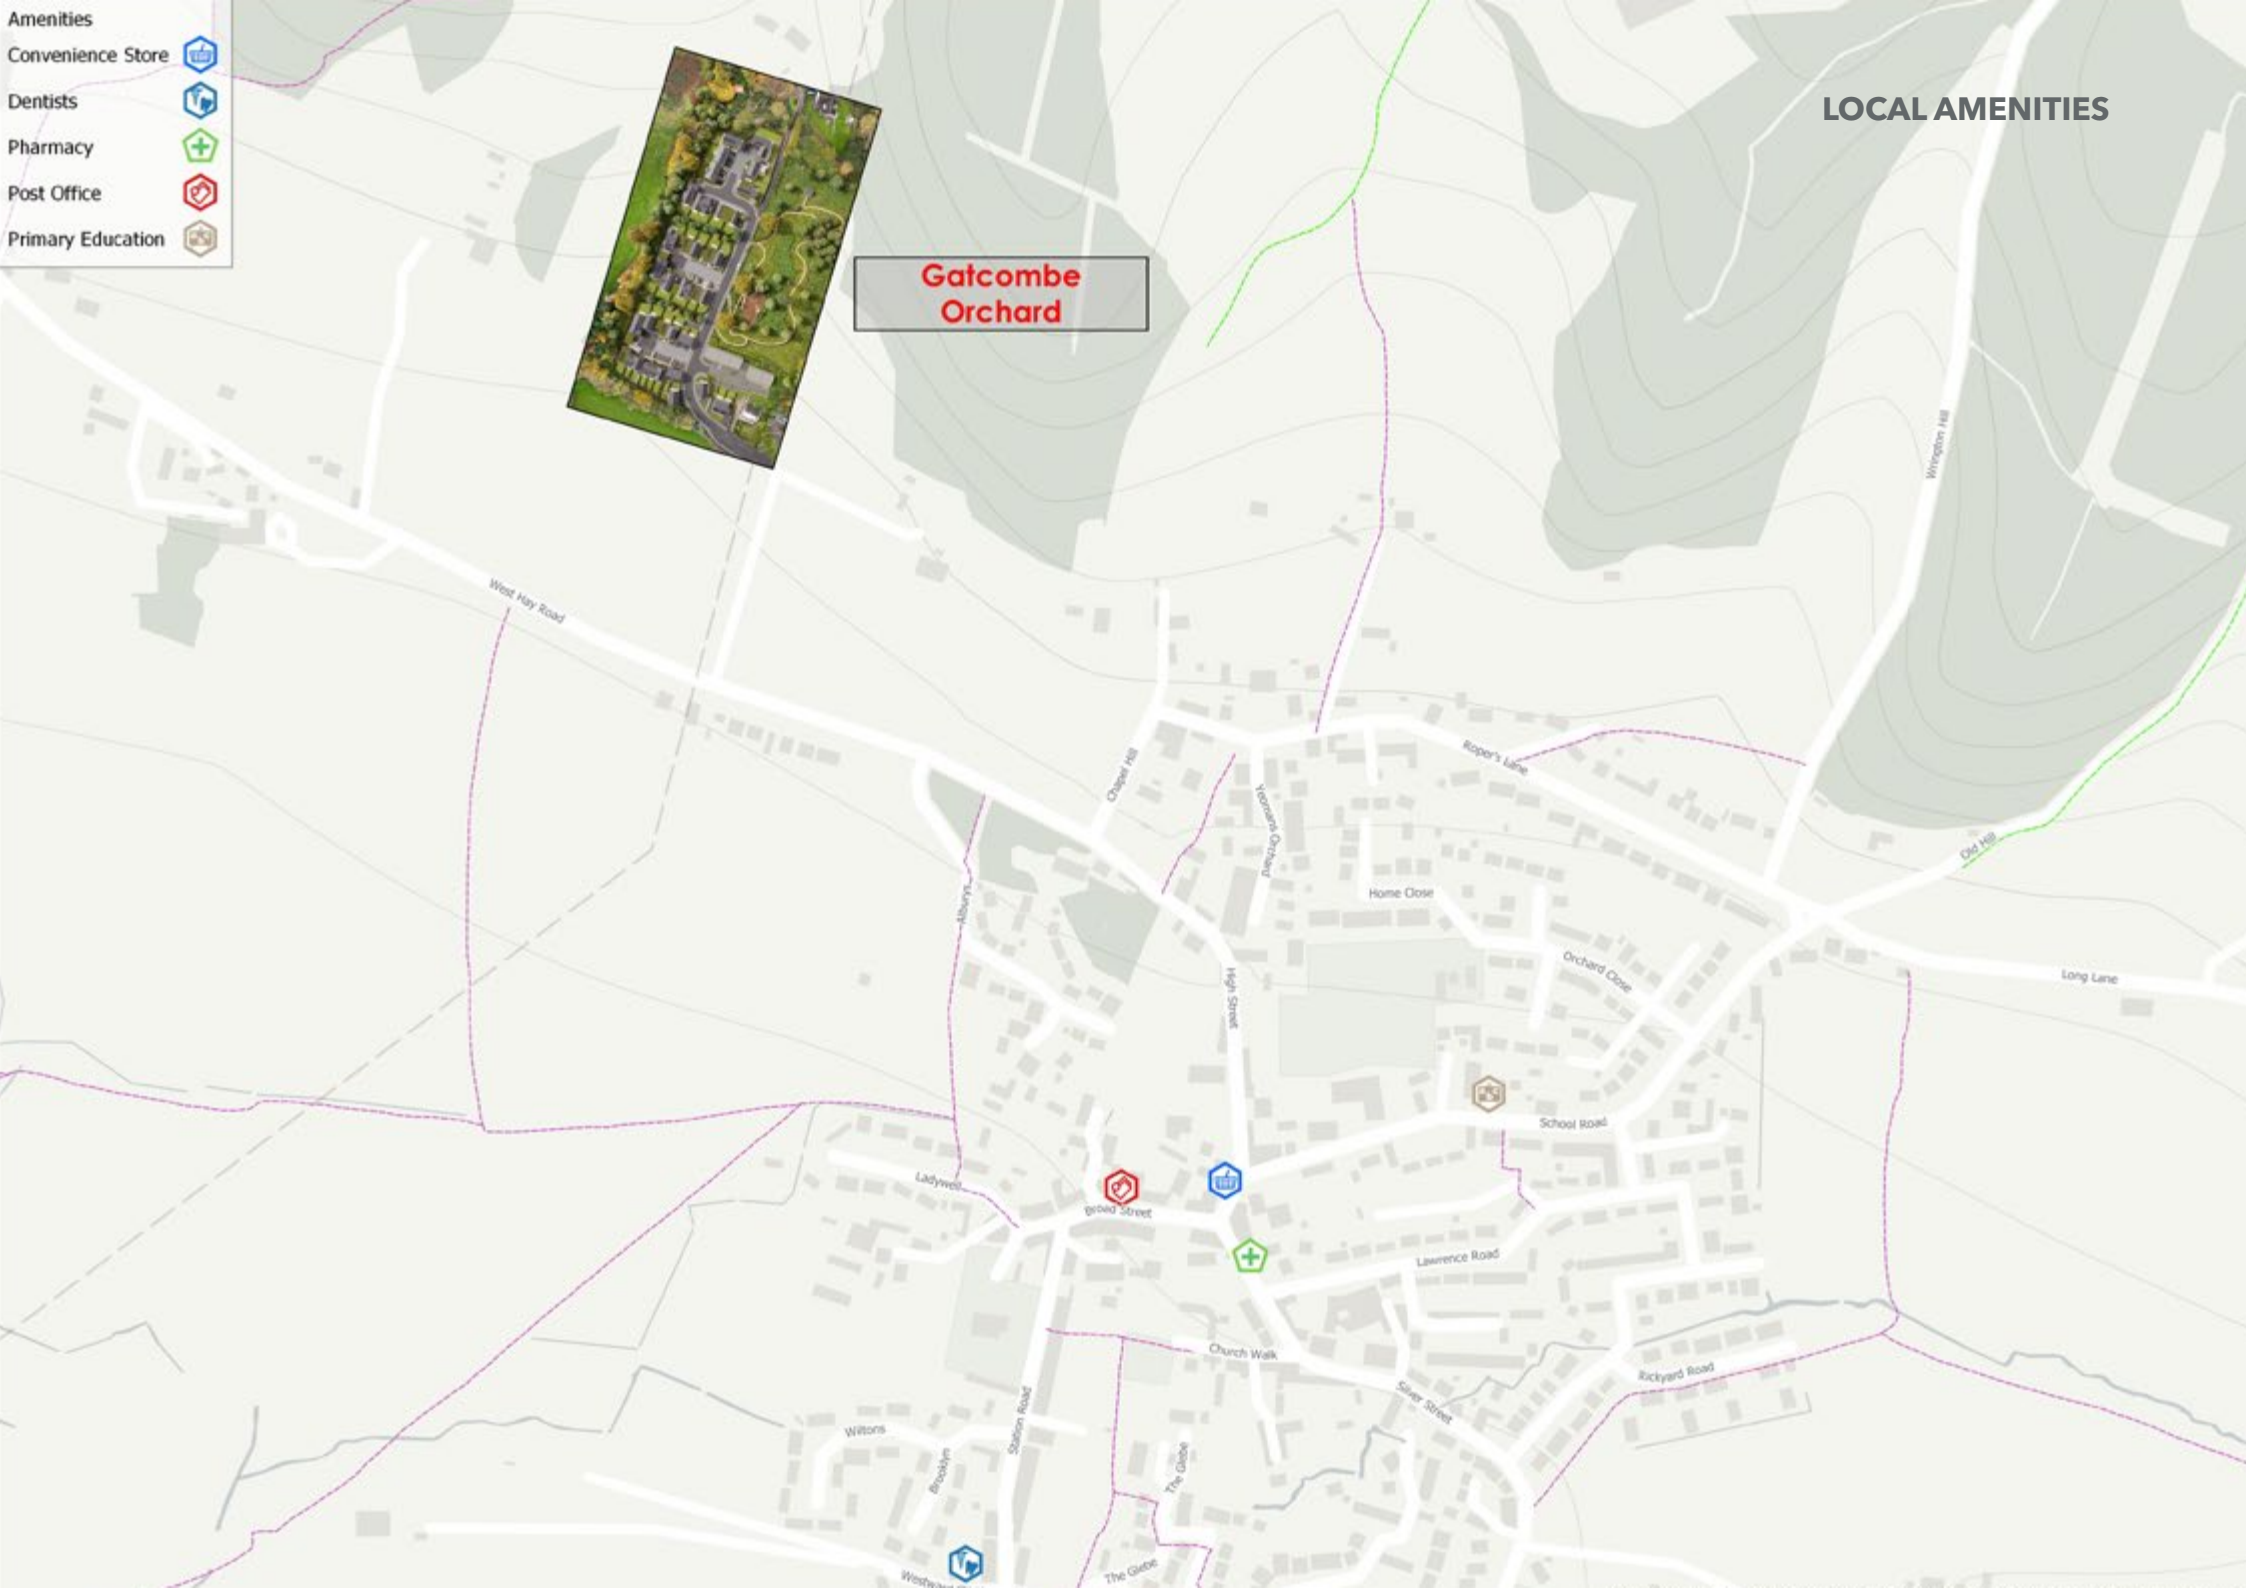 Amenities
Convenience Store
Dentists
Pharmacy
Post Office
Primary Education
LOCAL AMENITIES
Gatcombe
Orchard
Wrington Hill
West Hay Road
Chapel Hill
Roper's Lane
Yeomans Orchard
Old Hill
Home Close
Alburys
Orchard Close
High Street
Long Lane
School Road
Ladywell
Broad Street
Lawrence Road
Church Walk
Rickyard Road
Silver Street
Station Road
Wiltons
Brooklyn
The Glebe
The Glebe